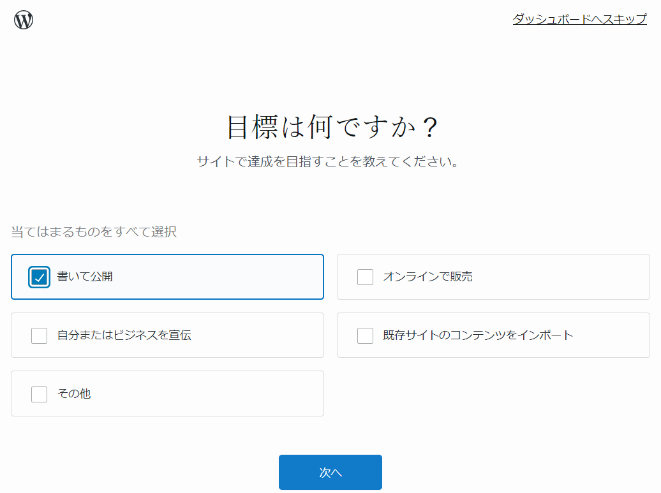 ダッシュボードへスキップ
目標は何ですか？
サイトで達成を目指すことを教えてください。
当てはまるものをすべて選択
書いて公開
オンラインで販売
自分またはビジネスを宣伝
既存サイトのコンテンツをインポート
その他
次へ